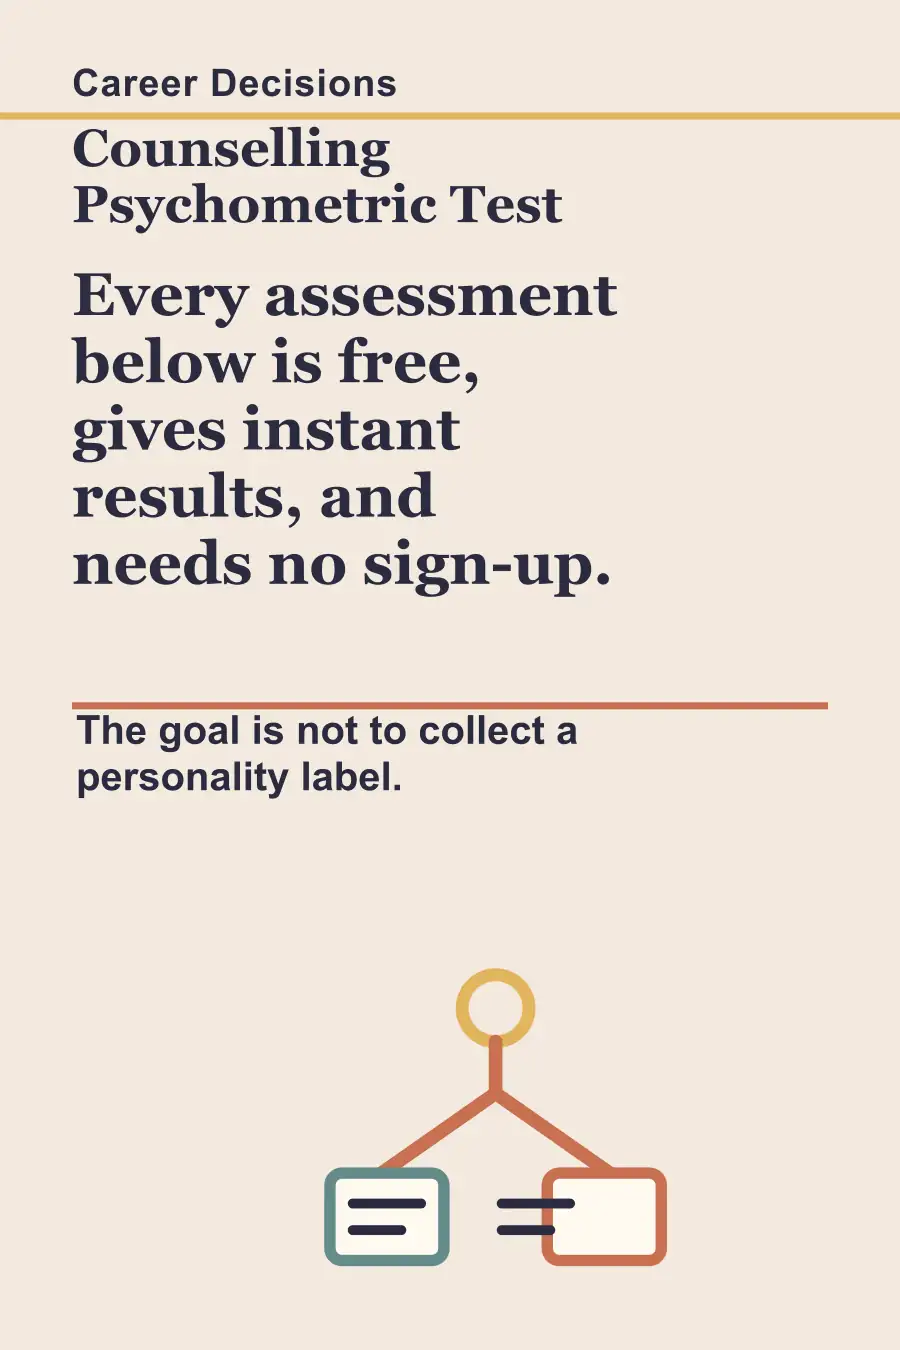 Career Decisions
Counselling
Psychometric Test
Every assessment
below is free,
gives instant
results, and
needs no sign-up.
The goal is not to collect a
personality label.